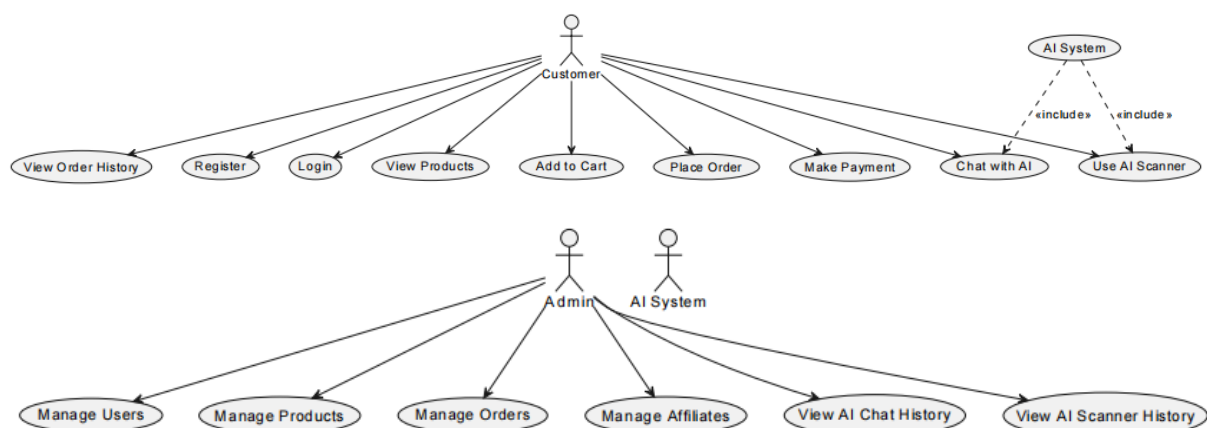 AI System
Customer
«include»
«include»
View Order History
Register
Login
View Products
Add to Cart
Place Order
Make Payment
Chat with AI
Use AI Scanner
Admin
AI System
Manage Users
Manage Products
Manage Orders
Manage Affiliates
View AI Chat History
View AI Scanner History